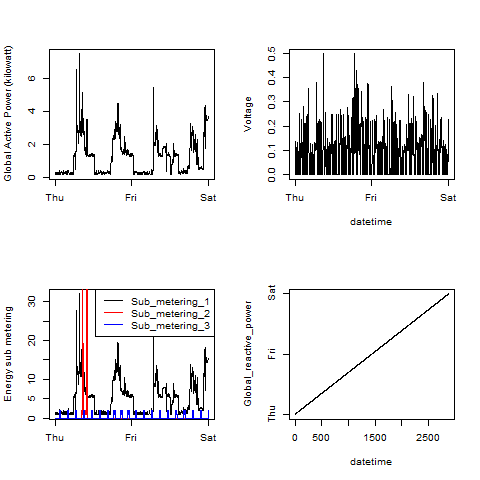 Global Active Power (kilowatt)
0 2 4 6
Thu Fri Sat
Voltage
0.0 0.1 0.2 0.3 0.4 0.5
Thu Fri Sat
datetime
Energy sub metering
0 5 10 20 30
Sub_metering_1
Sub_metering_2
Sub_metering_3
Thu Fri Sat
Global_reactive_power
Thu Fri Sat
0 500 1500 2500
datetime